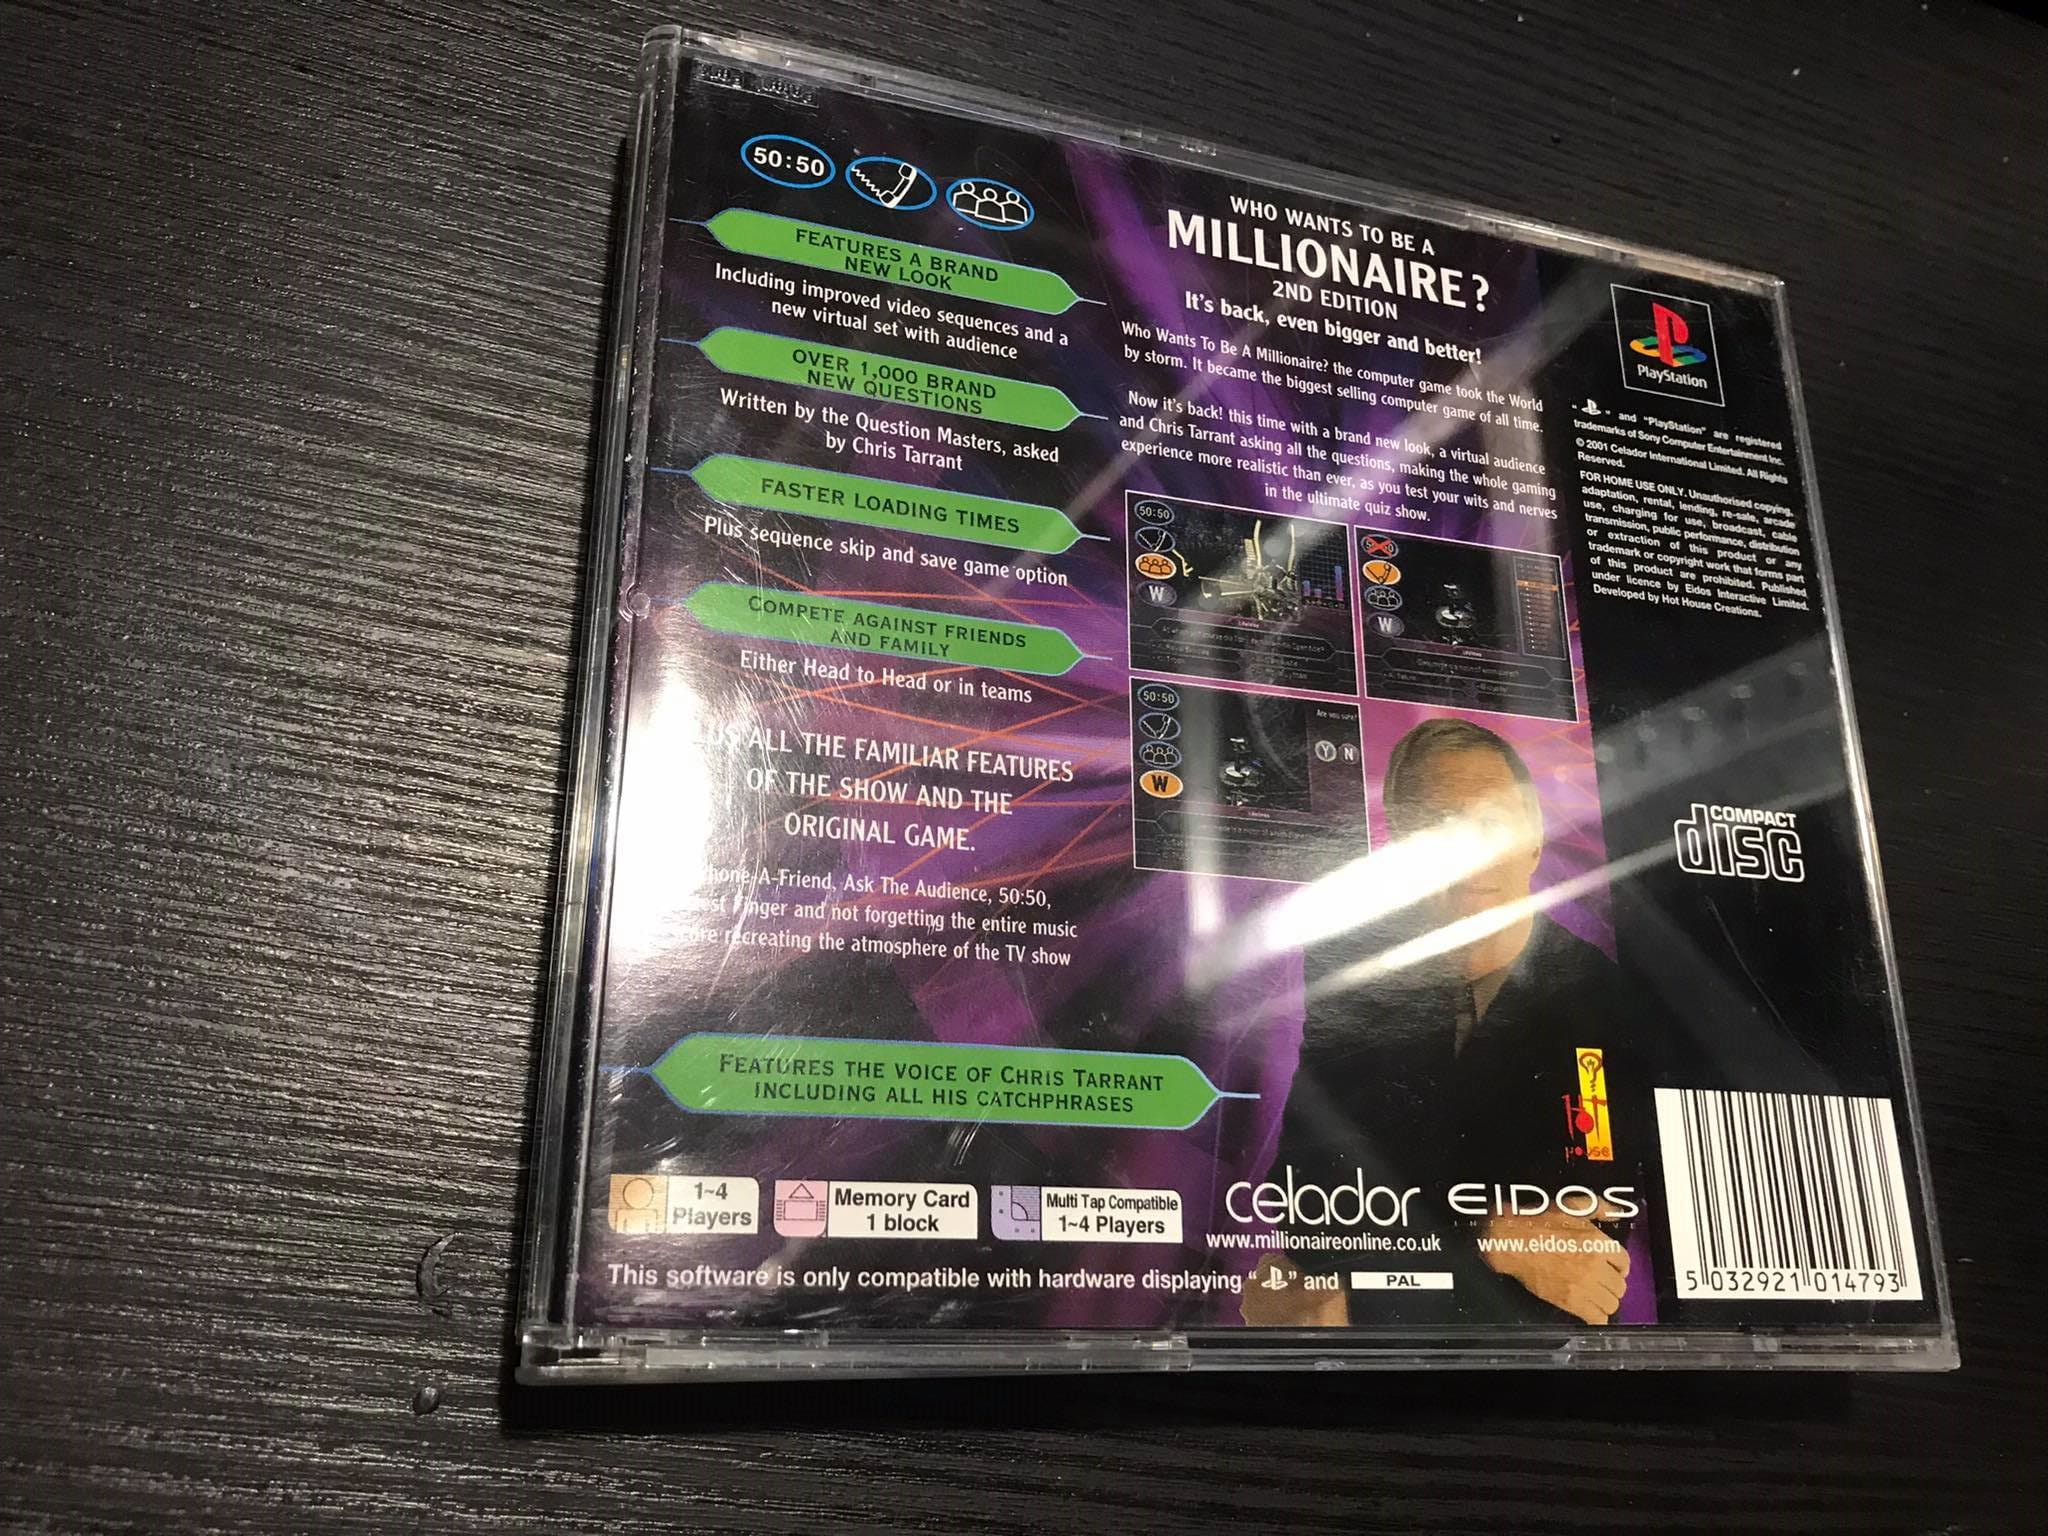 50:50
FEATURES A BRAND
NEW LOOK
Including improved video sequences and a
new virtual set with audience
OVER 1,000 BRAND
NEW QUESTIONS
Written by the Question Masters, asked
by Chris Tarrant
FASTER LOADING TIMES
Plus sequence skip and save game option
COMPETE AGAINST FRIENDS
AND FAMILY
Either Head to Head or in teams
ALL THE FAMILIAR FEATURES
OF THE SHOW AND THE
ORIGINAL GAME.
A-Friend, Ask The Audience, 50:50,
and not forgetting the entire music
recreating the atmosphere of the TV show
FEATURES THE VOICE OF CHRIS TARRANT
INCLUDING ALL HIS CATCHPHRASES
WHO WANTS TO BE A
MILLIONAIRE?
2ND EDITION
It's back, even bigger and better!
Who Wants To Be A Millionaire? the computer game took the World
by storm. It became the biggest selling computer game of all time.
Now it's back! this time with a brand new look, a virtual audience
and Chris Tarrant asking all the questions, making the whole gaming
experience more realistic than ever, as you test your wits and nerves
in the ultimate quiz show.
50:50
W
W
50:50
W
Are you sure?
Y N
PlayStation
" " and "PlayStation" are registered
trademarks of Sony Computer Entertainment Inc.
© 2001 Celador International Limited. All Rights
Reserved.
FOR HOME USE ONLY. Unauthorised copying,
adaptation, rental, lending, re-sale, arcade
use, charging for use, broadcast, cable
transmission, public performance, distribution
or extraction of this product or any
trademark or copyright work that forms part
of this product are prohibited. Published
under licence by Eidos Interactive Limited.
Developed by Hot House Creations.
COMPACT
disc
HOT
HOUSE
1~4
Players
Memory Card
1 block
Multi Tap Compatible
1~4 Players
celador
www.millionaireonline.co.uk
EIDOS
INTERACTIVE
www.eidos.com
This software is only compatible with hardware displaying " " and PAL
5 032921 014793